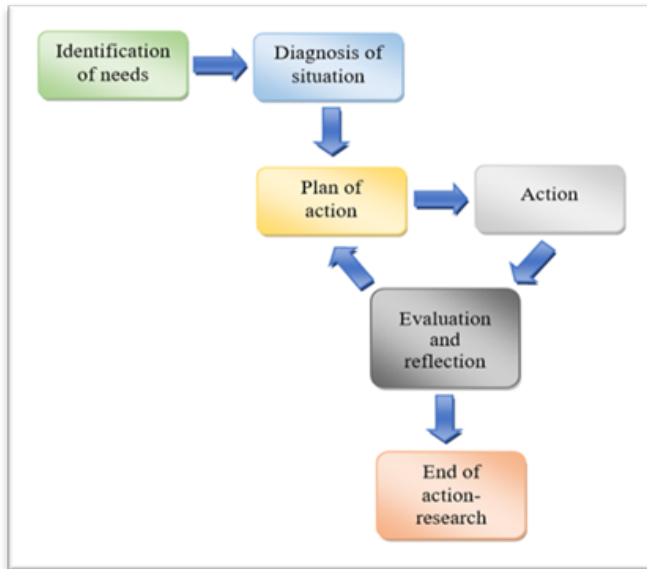 Identification
of needs
Diagnosis of
situation
Plan of
action
Action
Evaluation
and
reflection
End of
action-
research